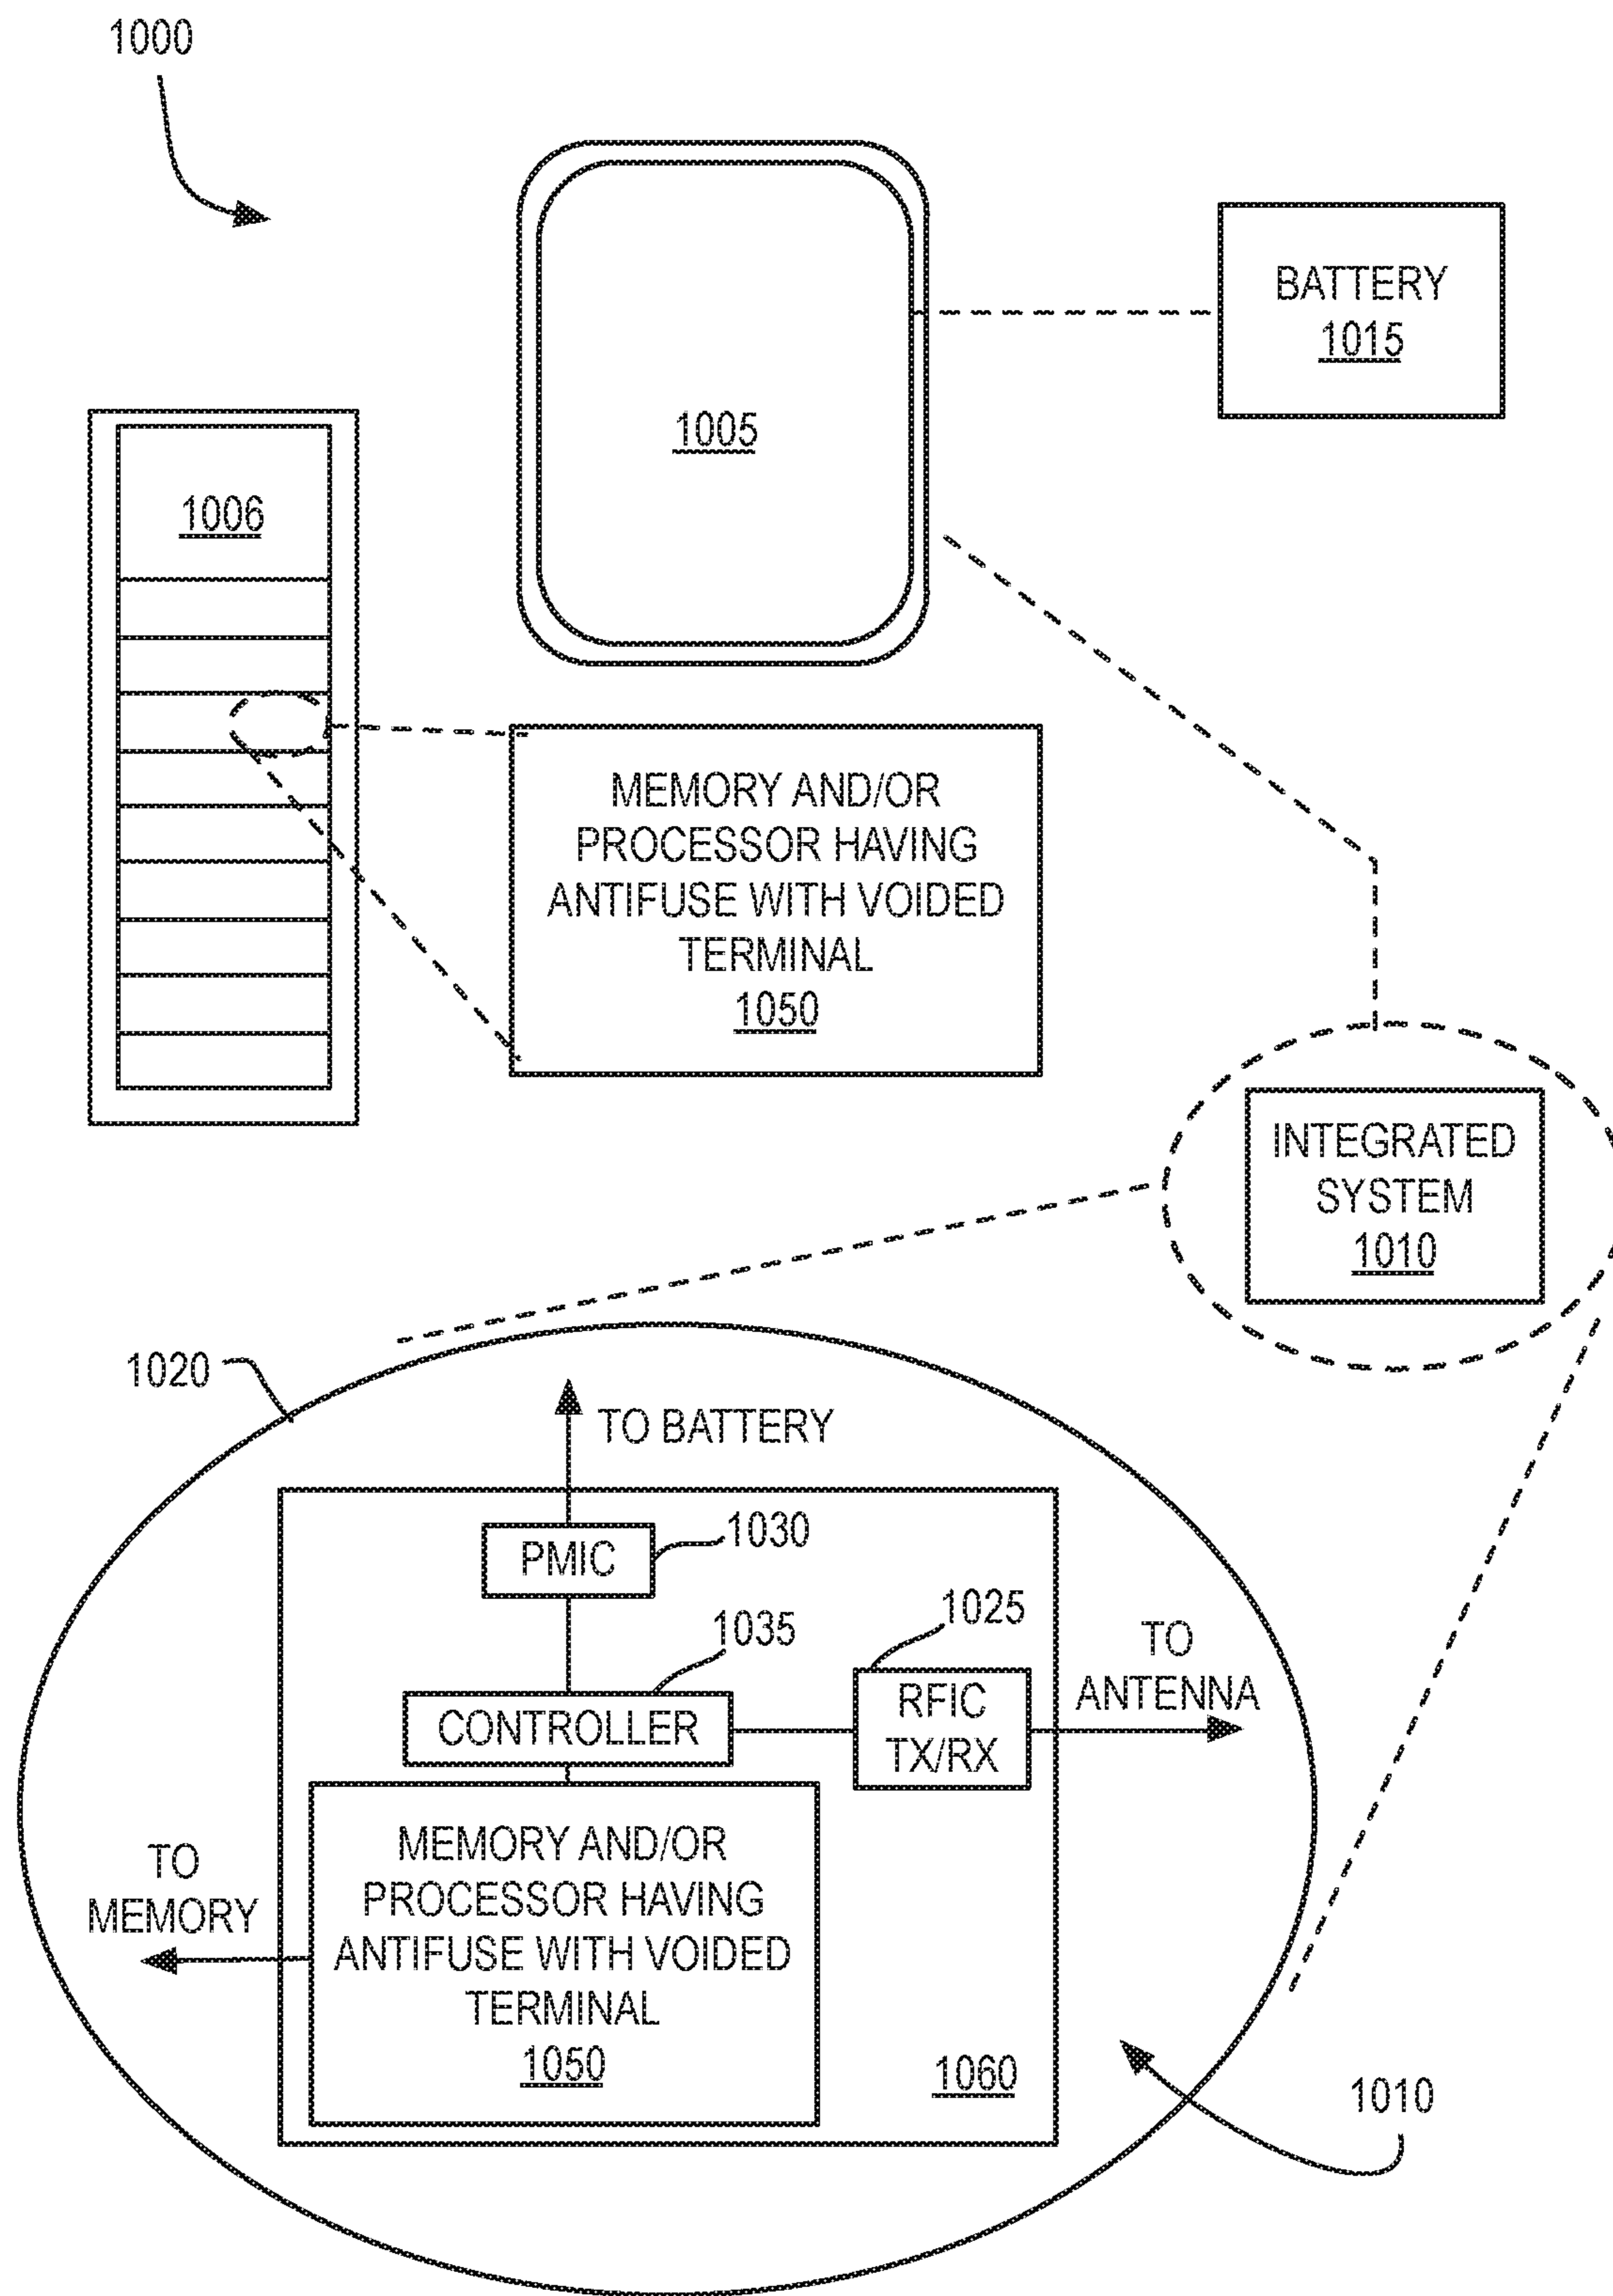 1000
BATTERY
1015
1005
1006
MEMORY AND/OR
PROCESSOR HAVING
ANTIFUSE WITH VOIDED
TERMINAL
1050
INTEGRATED
SYSTEM
1010
1020
TO BATTERY
PMIC
1030
1035
1025
CONTROLLER
RFIC
TX/RX
TO
ANTENNA
TO
MEMORY
MEMORY AND/OR
PROCESSOR HAVING
ANTIFUSE WITH VOIDED
TERMINAL
1050
1060
1010